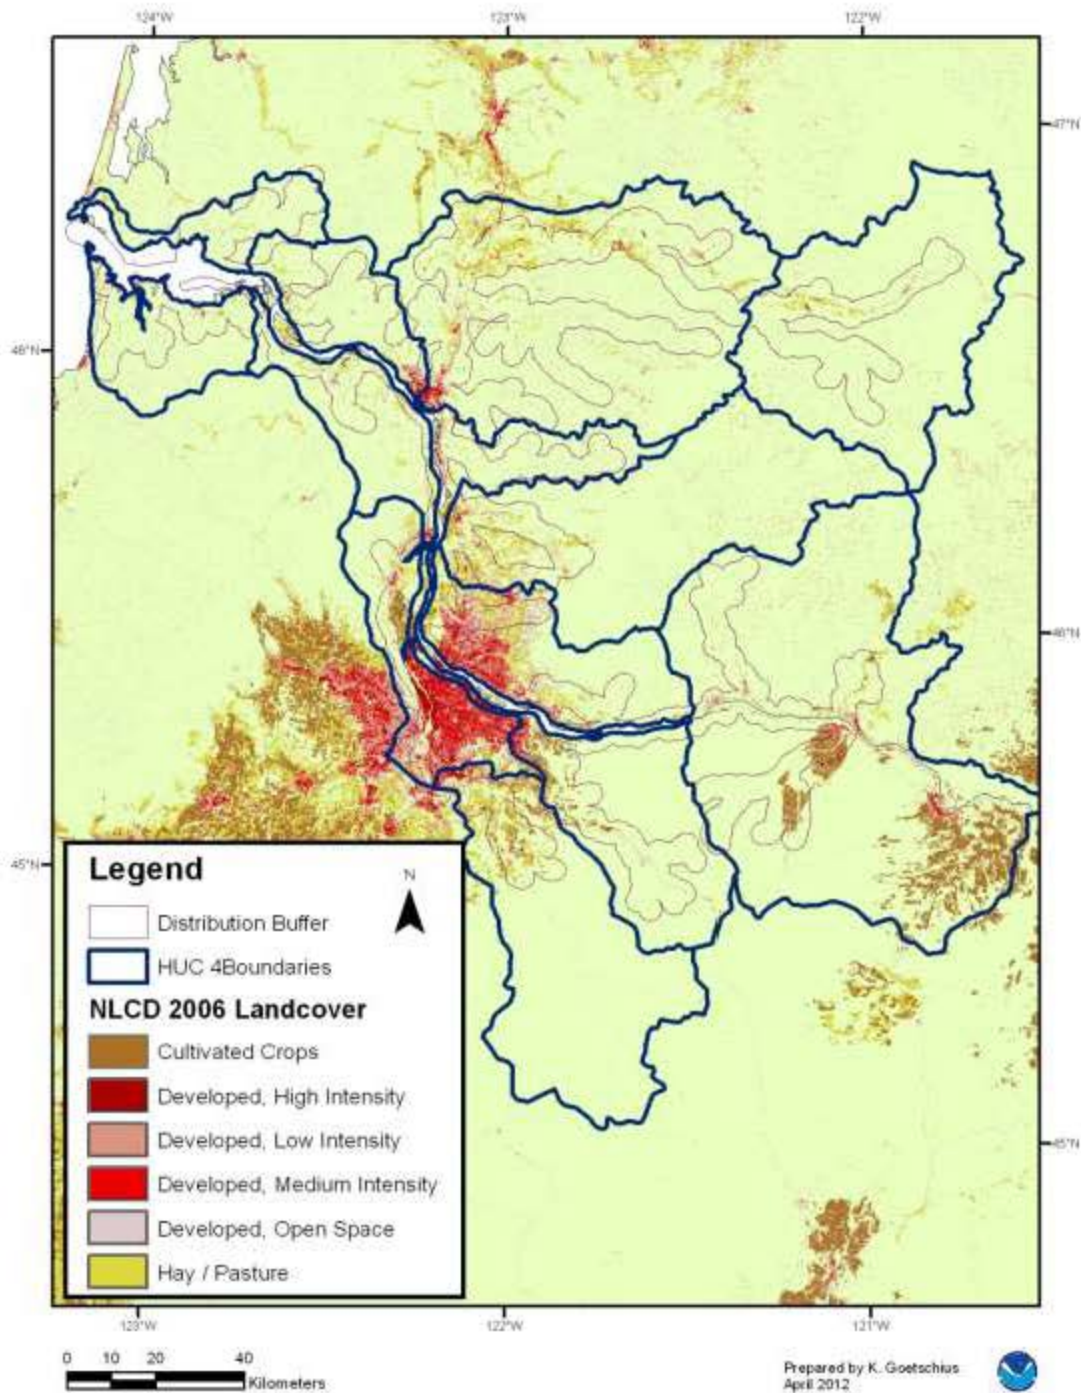 124°W 123°W 122°W
47°N
46°N
46°N
45°N
Legend
N
Distribution Buffer
HUC 4Boundaries
NLCD 2006 Landcover
Cultivated Crops
Developed, High Intensity
Developed, Low Intensity
Developed, Medium Intensity
Developed, Open Space
Hay / Pasture
45°N
123°W 122°W 121°W
0 10 20 40
Kilometers
Prepared by K. Goetschius
April 2012